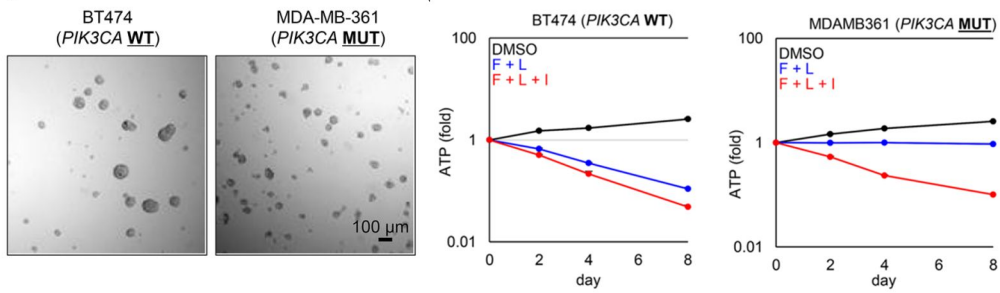 BT474
(PIK3CA WT)
MDA-MB-361
(PIK3CA MUT)
100 μm
BT474 (PIK3CA WT)
100
DMSO
F + L
F + L + I
1
0.01
ATP (fold)
0 2 4 6 8
day
MDAMB361 (PIK3CA MUT)
100
DMSO
F + L
F + L + I
1
0.01
ATP (fold)
0 2 4 6 8
day